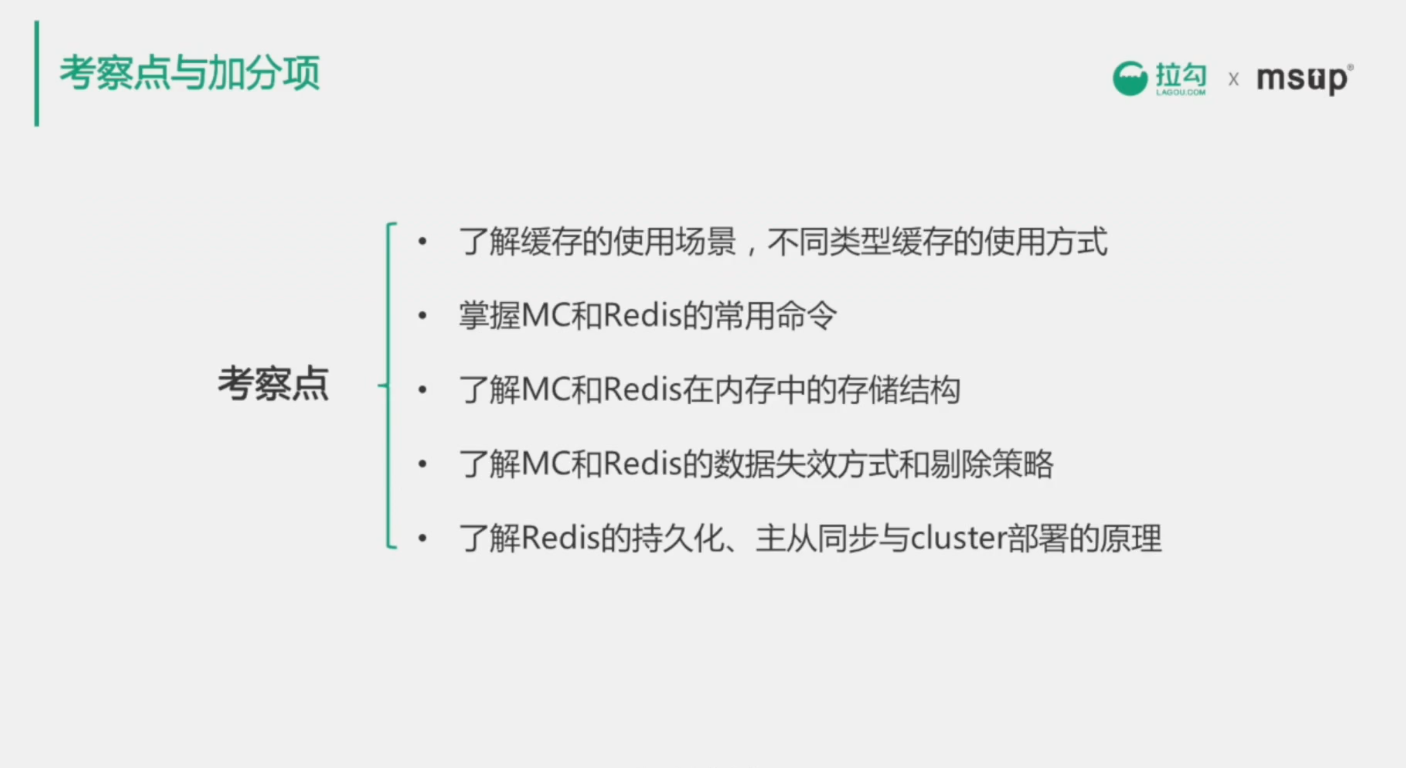 考察点与加分项
拉勾
LAGOU.COM
x
msup®
了解缓存的使用场景，不同类型缓存的使用方式
掌握MC和Redis的常用命令
了解MC和Redis在内存中的存储结构
考察点
了解MC和Redis的数据失效方式和剔除策略
了解Redis的持久化、主从同步与cluster部署的原理